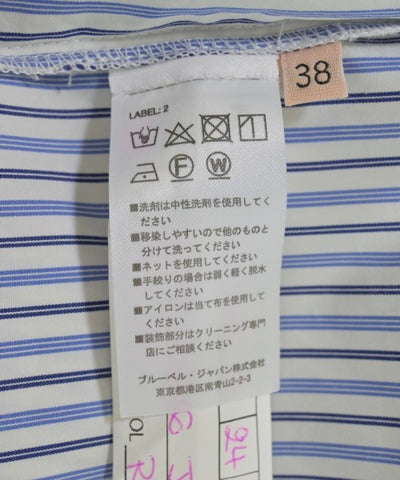 38
LABEL: 2
F
W
■洗剤は中性洗剤を使用してく
ださい
■移染しやすいので他のものと
分けて洗ってください
■ネットを使用してください
■手絞りの場合は弱く軽く脱水
してください
■アイロンは当て布を使用して
ください
■装飾部分はクリーニング専門
店にご相談ください
ブルーベル・ジャパン株式会社
東京都港区南青山2-2-3
24
OL